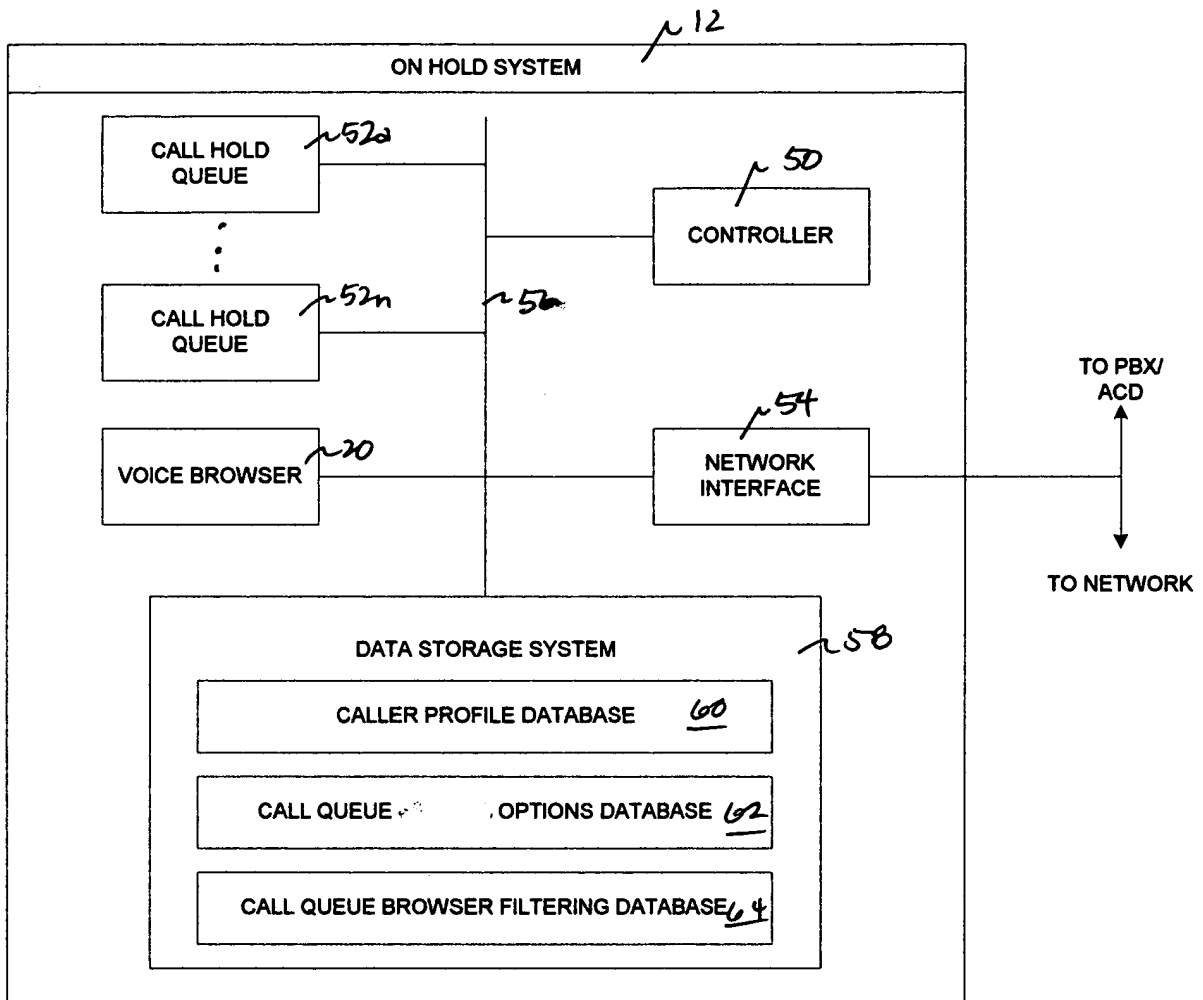 12
ON HOLD SYSTEM
CALL HOLD
QUEUE
52a
50
CONTROLLER
CALL HOLD
QUEUE
52n
TO PBX/
ACD
VOICE BROWSER
20
54
NETWORK
INTERFACE
TO NETWORK
DATA STORAGE SYSTEM
58
CALLER PROFILE DATABASE 60
CALL QUEUE OPTIONS DATABASE 62
CALL QUEUE BROWSER FILTERING DATABASE 64